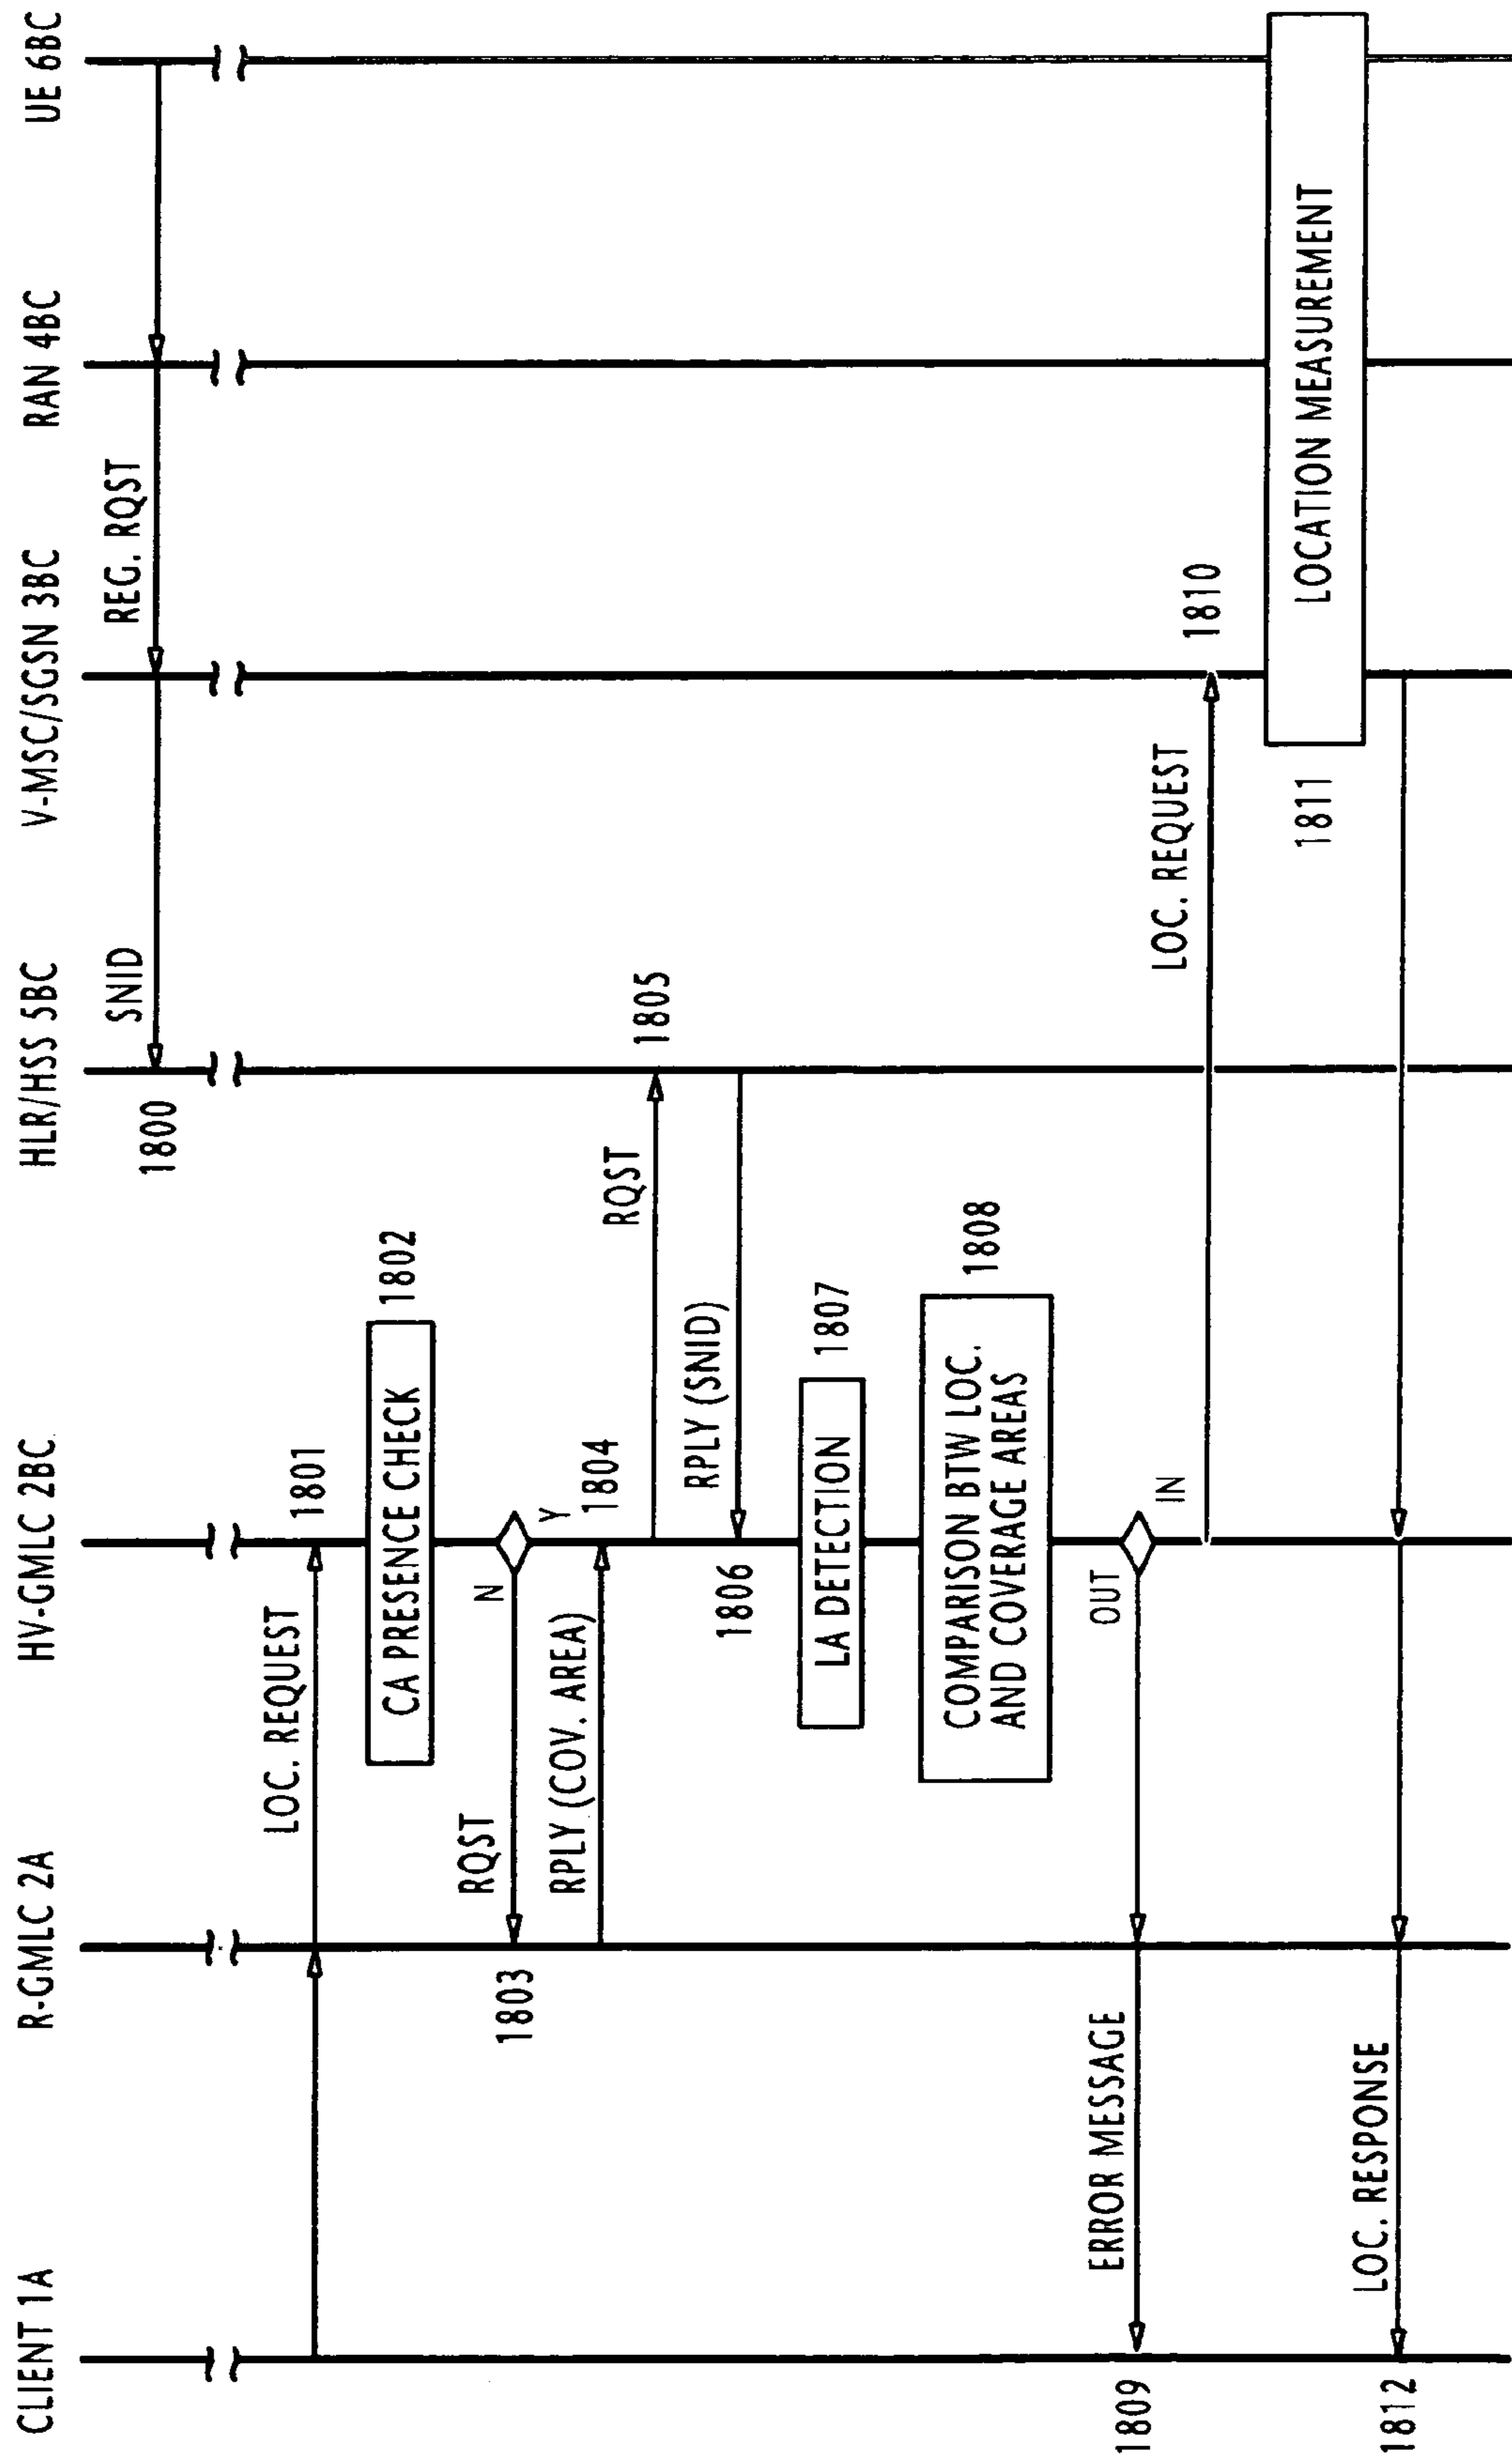 CLIENT 1A
R-GMLC 2A
HV-GMLC 2BC
HLR/HSS 5BC
V-MSC/SGSN 3BC
RAN 4BC
UE 6BC
SNID
REG. RQST
1800
LOC. REQUEST
1801
CA PRESENCE CHECK
1802
RQST
N
Y
1803
RPLY (COV. AREA)
1804
RQST
1805
RPLY (SNID)
1806
LA DETECTION
1807
COMPARISON BTW LOC.
AND COVERAGE AREAS
1808
ERROR MESSAGE
OUT
IN
1809
LOC. REQUEST
1810
LOCATION MEASUREMENT
1811
LOC. RESPONSE
1812